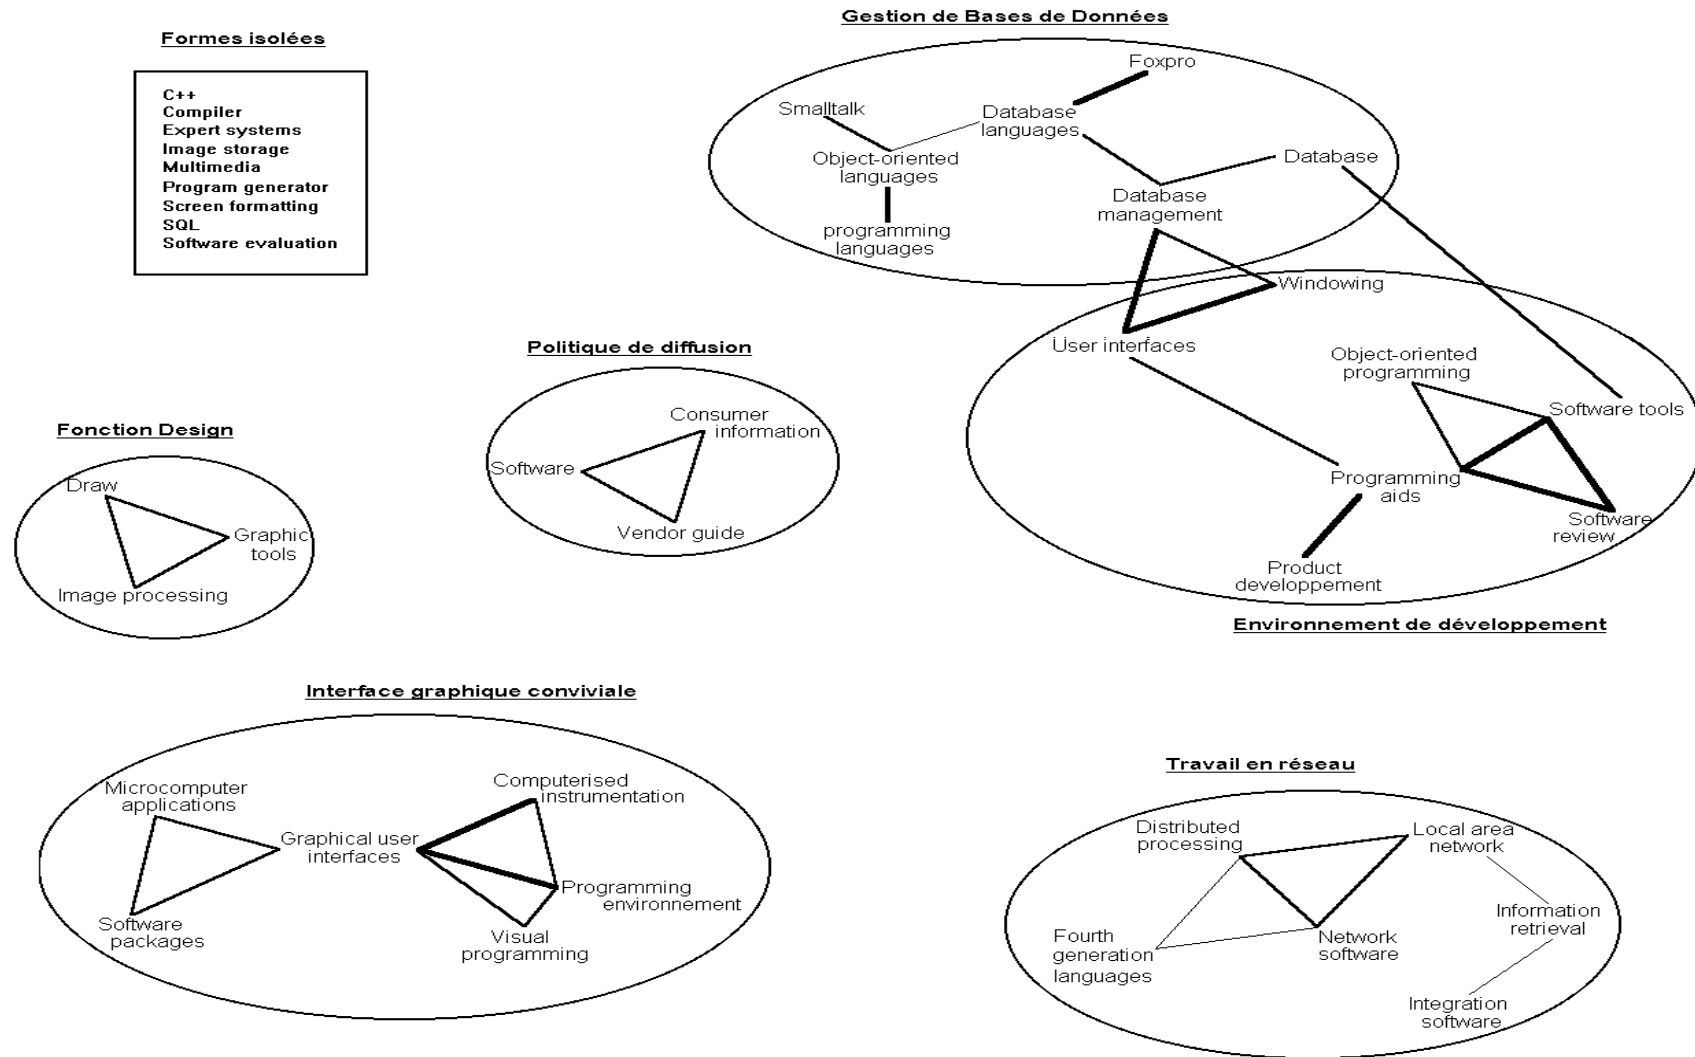 Formes isolées
C++
Compiler
Expert systems
Image storage
Multimedia
Program generator
Screen formatting
SQL
Software evaluation
Gestion de Bases de Données
Foxpro
Smalltalk
Database
languages
Object-oriented
languages
Database
Database
management
programming
languages
Windowing
User interfaces
Object-oriented
programming
Software tools
Programming
aids
Software
review
Product
developpement
Environnement de développement
Politique de diffusion
Consumer
information
Software
Vendor guide
Fonction Design
Draw
Graphic
tools
Image processing
Interface graphique conviviale
Microcomputer
applications
Computerised
instrumentation
Graphical user
interfaces
Programming
environnement
Software
packages
Visual
programming
Travail en réseau
Distributed
processing
Local area
network
Information
retrieval
Fourth
generation
languages
Network
software
Integration
software